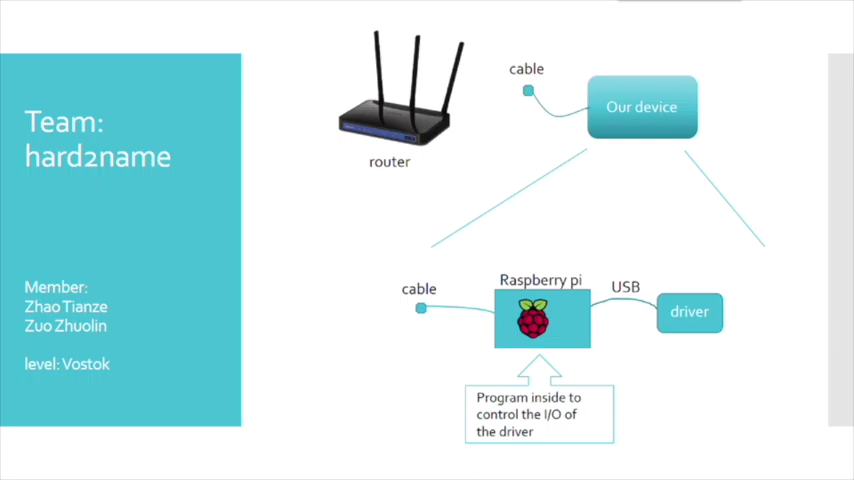 Team:
hard2name
Member:
Zhao Tianze
Zuo Zhuolin
level: Vostok
cable
Our device
router
Raspberry pi
cable
USB
driver
Program inside to
control the I/O of
the driver